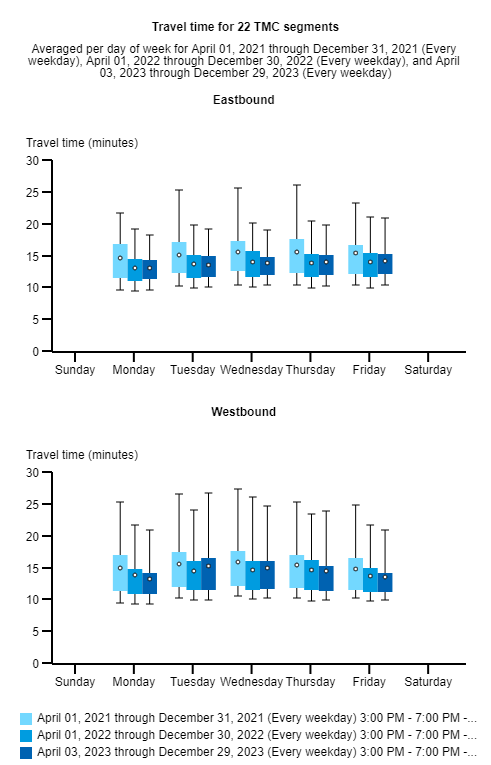 Travel time for 22 TMC segments
Averaged per day of week for April 01, 2021 through December 31, 2021 (Every
weekday), April 01, 2022 through December 30, 2022 (Every weekday), and April
03, 2023 through December 29, 2023 (Every weekday)
Eastbound
Travel time (minutes)
30
25
20
15
10
5
0
Sunday Monday Tuesday Wednesday Thursday Friday Saturday
Westbound
Travel time (minutes)
30
25
20
15
10
5
0
Sunday Monday Tuesday Wednesday Thursday Friday Saturday
April 01, 2021 through December 31, 2021 (Every weekday) 3:00 PM - 7:00 PM -...
April 01, 2022 through December 30, 2022 (Every weekday) 3:00 PM - 7:00 PM -...
April 03, 2023 through December 29, 2023 (Every weekday) 3:00 PM - 7:00 PM -...